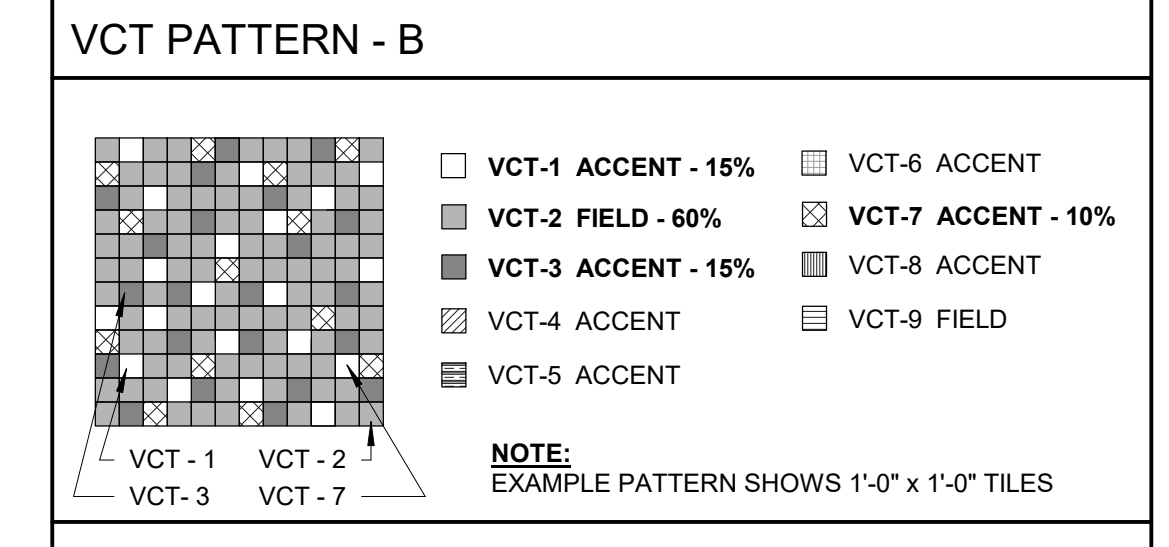 VCT PATTERN - B
VCT-1 ACCENT - 15%
VCT-2 FIELD - 60%
VCT-3 ACCENT - 15%
VCT-4 ACCENT
VCT-5 ACCENT
VCT-6 ACCENT
VCT-7 ACCENT - 10%
VCT-8 ACCENT
VCT-9 FIELD
VCT - 1 VCT - 2
VCT- 3 VCT - 7
NOTE:
EXAMPLE PATTERN SHOWS 1'-0" x 1'-0" TILES